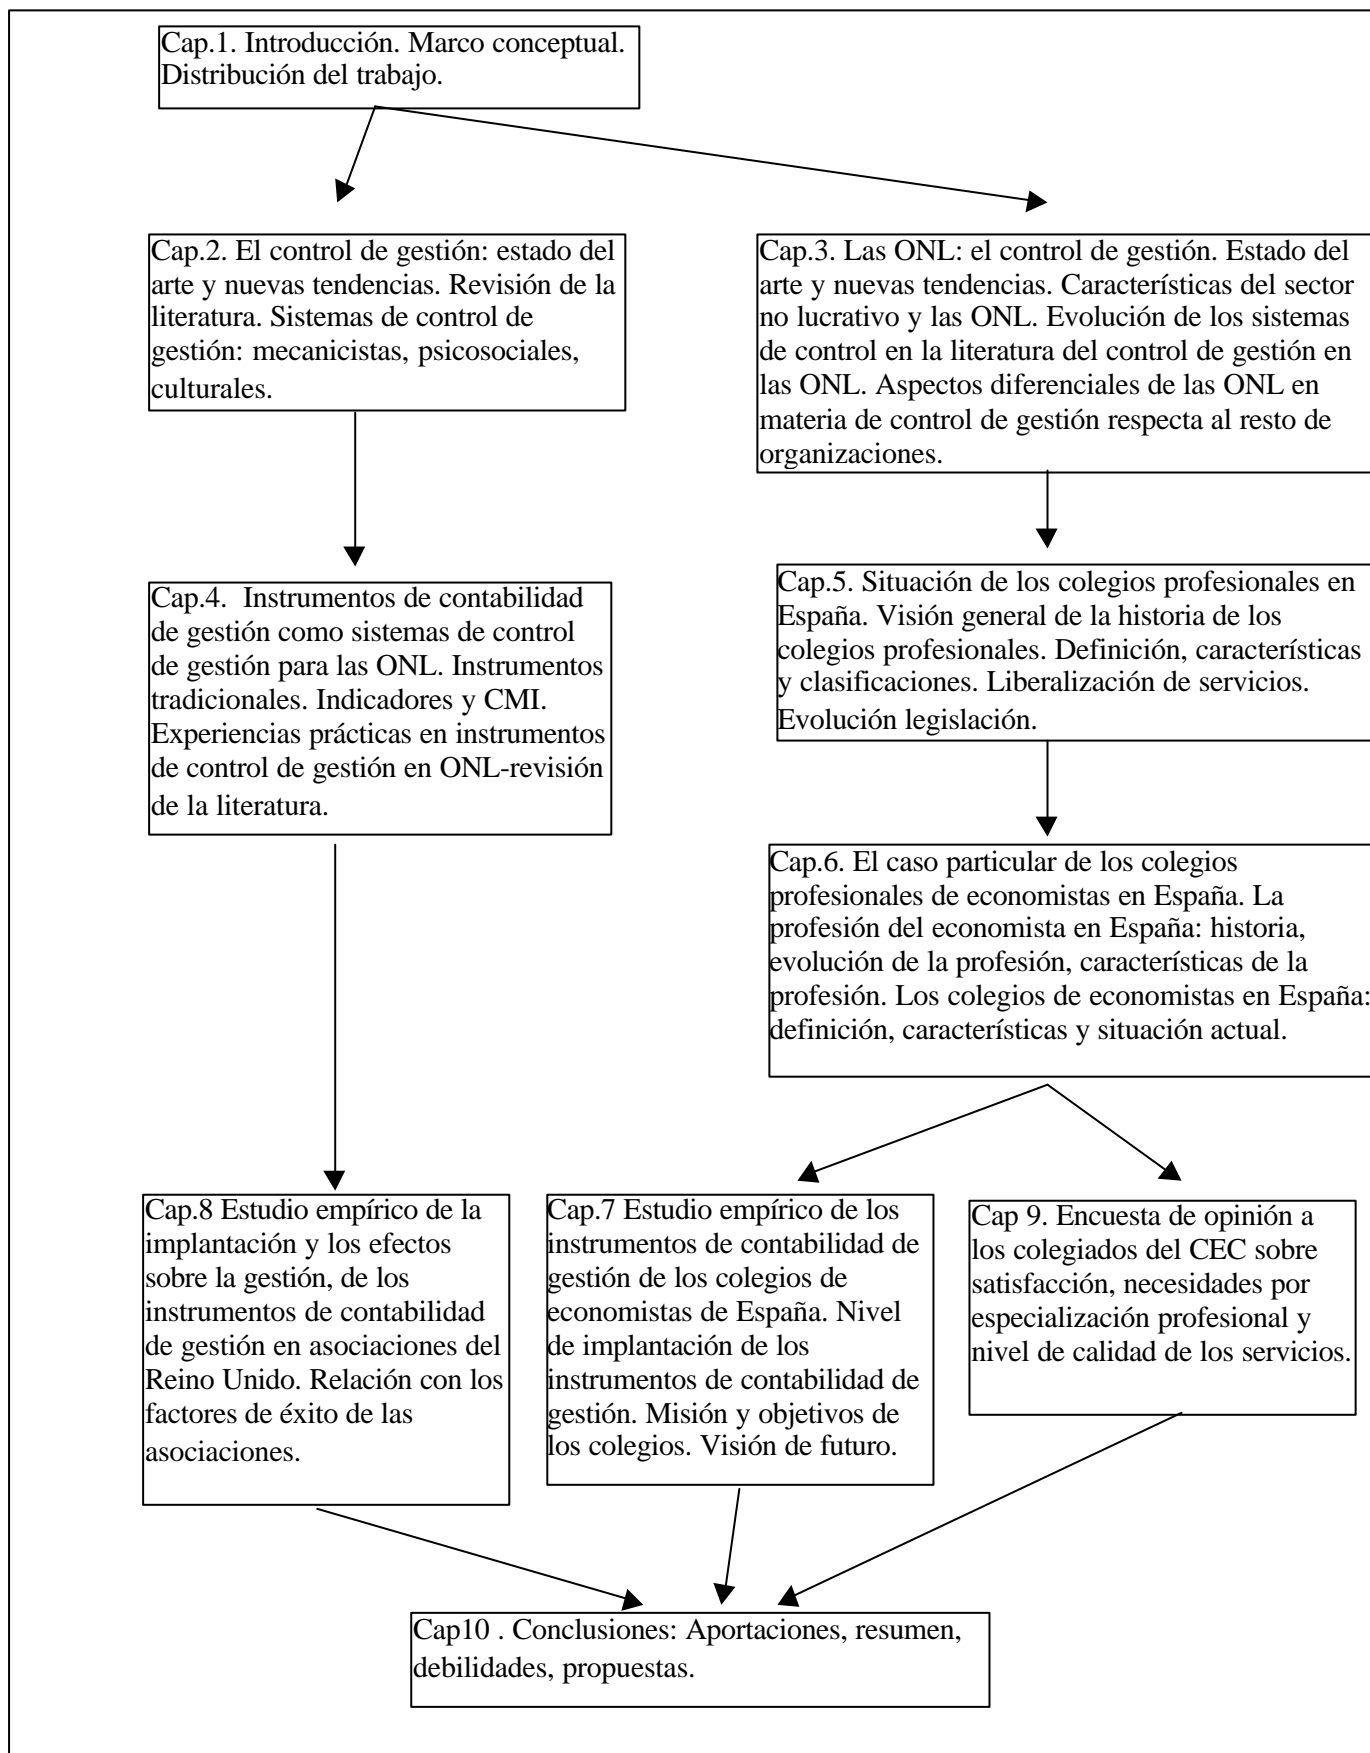 Cap.1. Introducción. Marco conceptual.
Distribución del trabajo.
Cap.2. El control de gestión: estado del
arte y nuevas tendencias. Revisión de la
literatura. Sistemas de control de
gestión: mecanicistas, psicosociales,
culturales.
Cap.3. Las ONL: el control de gestión. Estado del
arte y nuevas tendencias. Características del sector
no lucrativo y las ONL. Evolución de los sistemas
de control en la literatura del control de gestión en
las ONL. Aspectos diferenciales de las ONL en
materia de control de gestión respecta al resto de
organizaciones.
Cap.4. Instrumentos de contabilidad
de gestión como sistemas de control
de gestión para las ONL. Instrumentos
tradicionales. Indicadores y CMI.
Experiencias prácticas en instrumentos
de control de gestión en ONL-revisión
de la literatura.
Cap.5. Situación de los colegios profesionales en
España. Visión general de la historia de los
colegios profesionales. Definición, características
y clasificaciones. Liberalización de servicios.
Evolución legislación.
Cap.6. El caso particular de los colegios
profesionales de economistas en España. La
profesión del economista en España: historia,
evolución de la profesión, características de la
profesión. Los colegios de economistas en España:
definición, características y situación actual.
Cap.8 Estudio empírico de la
implantación y los efectos
sobre la gestión, de los
instrumentos de contabilidad
de gestión en asociaciones del
Reino Unido. Relación con los
factores de éxito de las
asociaciones.
Cap.7 Estudio empírico de los
instrumentos de contabilidad de
gestión de los colegios de
economistas de España. Nivel
de implantación de los
instrumentos de contabilidad de
gestión. Misión y objetivos de
los colegios. Visión de futuro.
Cap 9. Encuesta de opinión a
los colegiados del CEC sobre
satisfacción, necesidades por
especialización profesional y
nivel de calidad de los servicios.
Cap10 . Conclusiones: Aportaciones, resumen,
debilidades, propuestas.